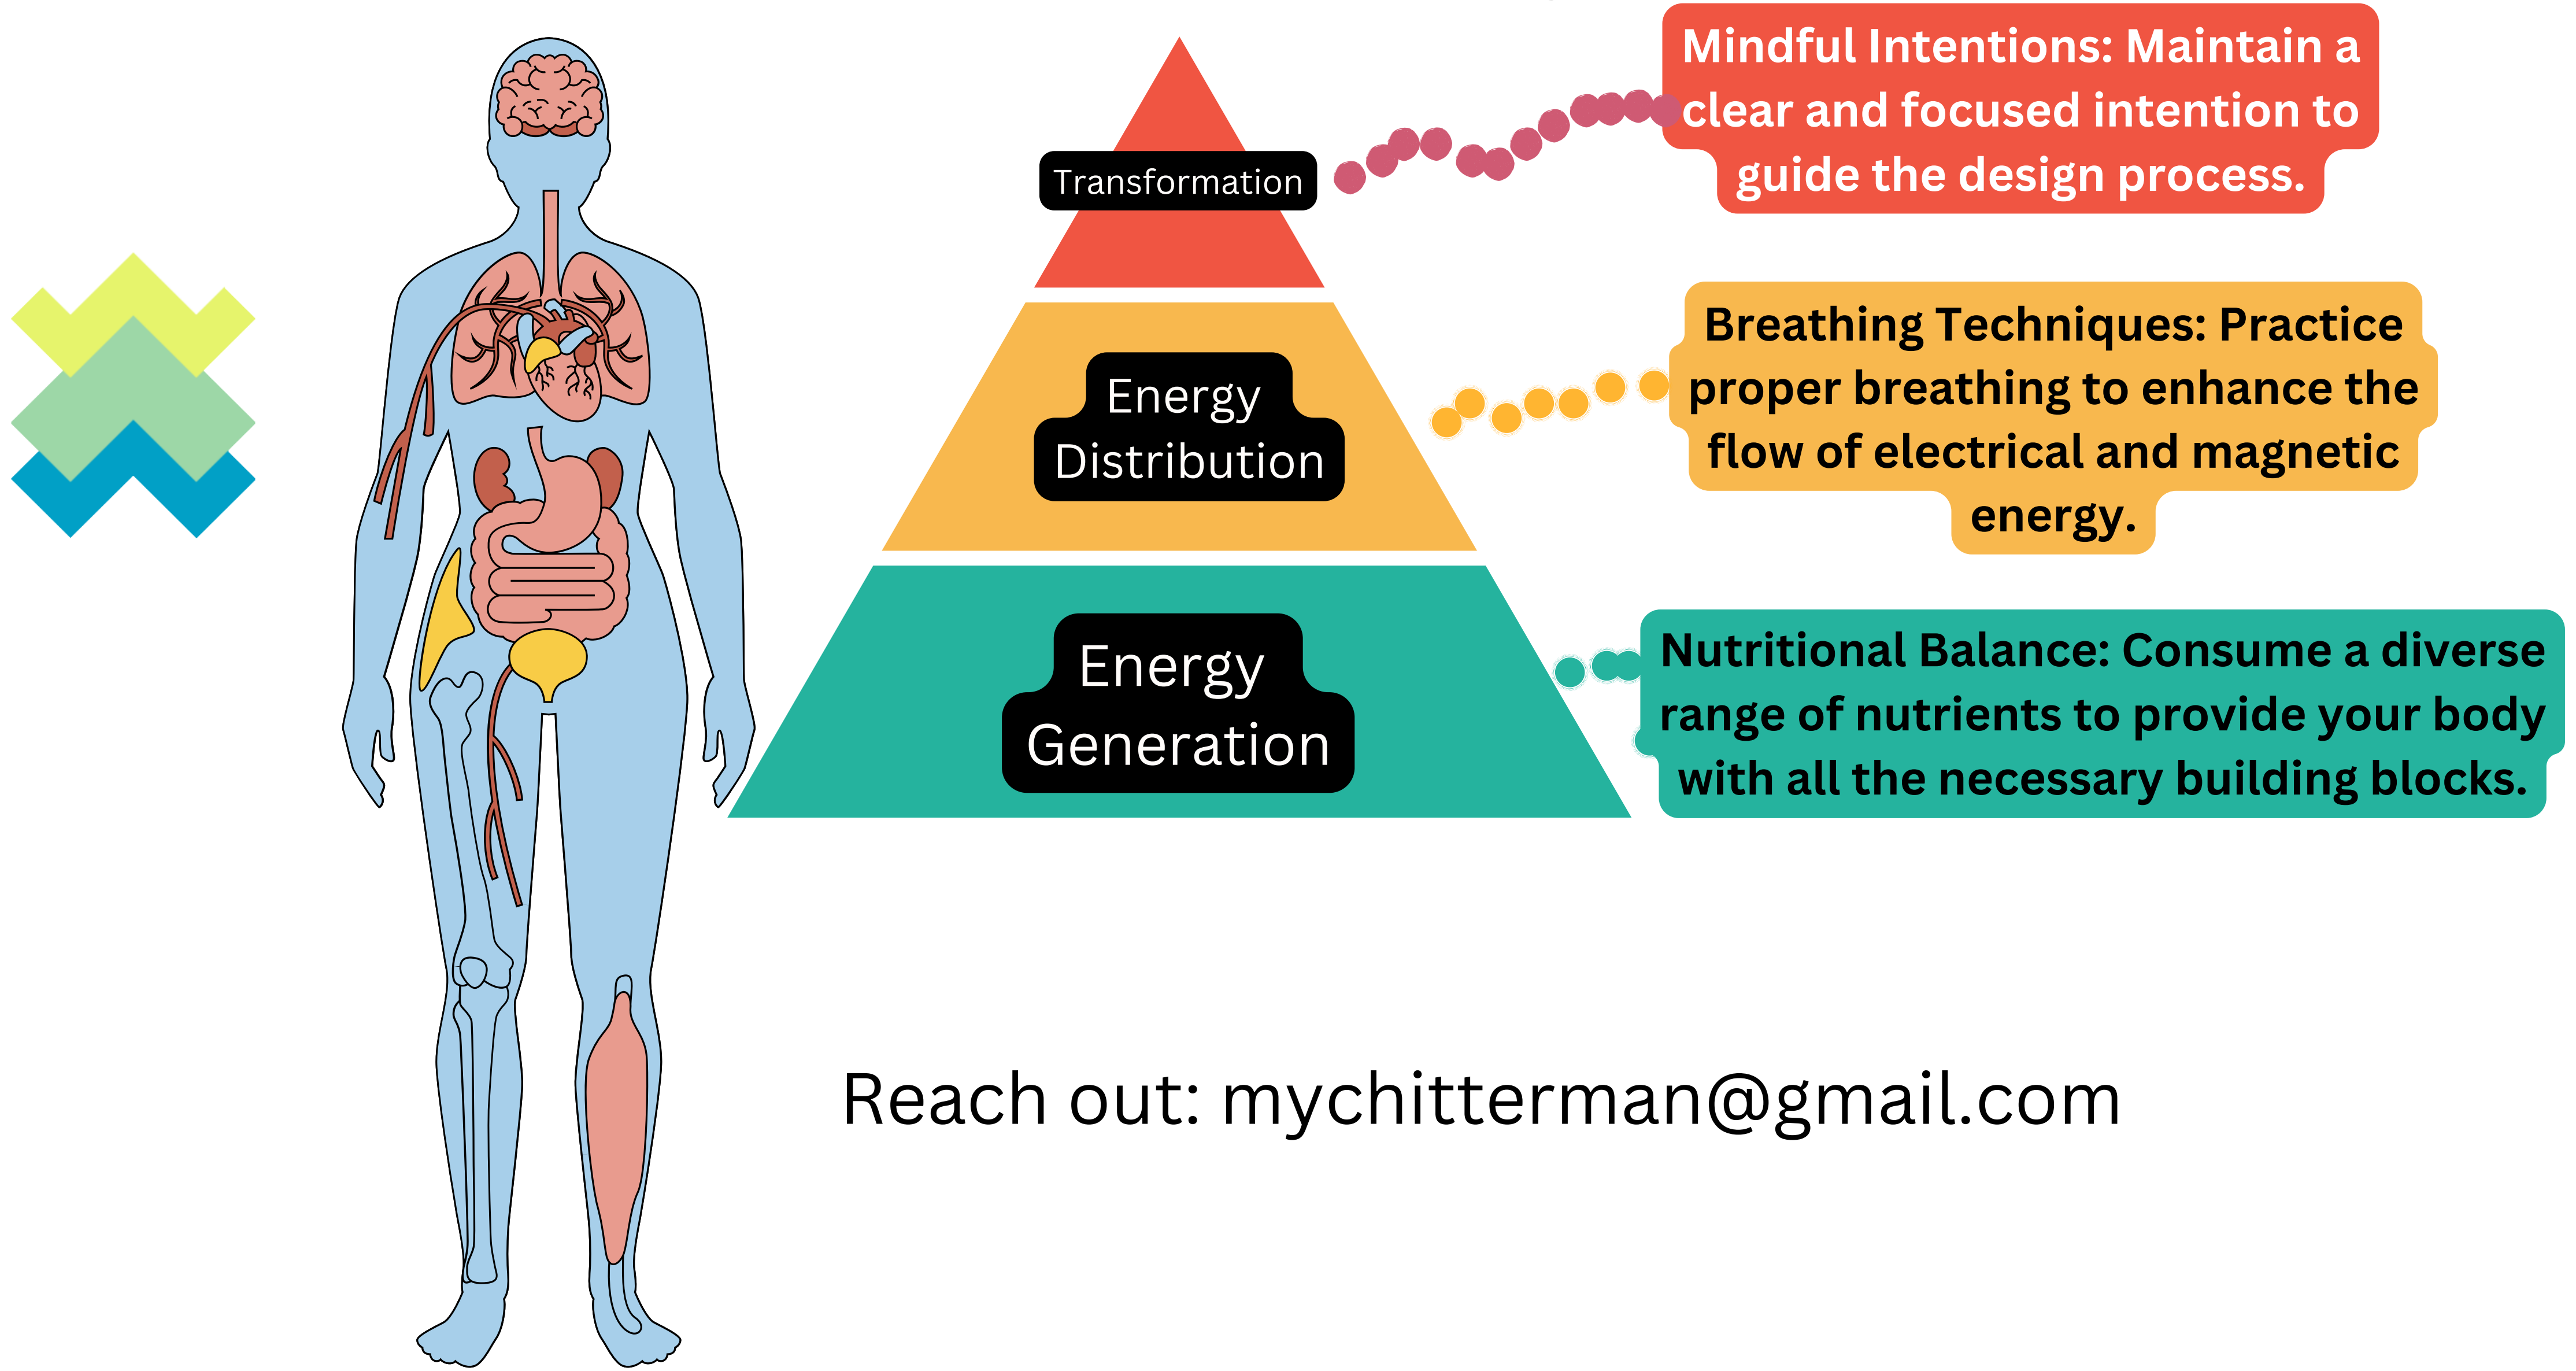 Transformation
Mindful Intentions: Maintain a
clear and focused intention to
guide the design process.
Energy
Distribution
Breathing Techniques: Practice
proper breathing to enhance the
flow of electrical and magnetic
energy.
Energy
Generation
Nutritional Balance: Consume a diverse
range of nutrients to provide your body
with all the necessary building blocks.
Reach out: mychitterman@gmail.com